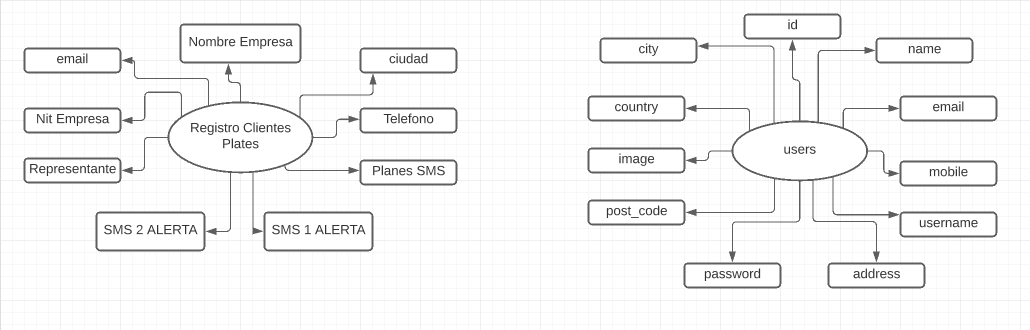 Nombre Empresa
email
ciudad
Nit Empresa
Registro Clientes
Plates
Telefono
Representante
Planes SMS
SMS 2 ALERTA
SMS 1 ALERTA
id
city
name
country
email
users
image
mobile
post_code
username
password
address